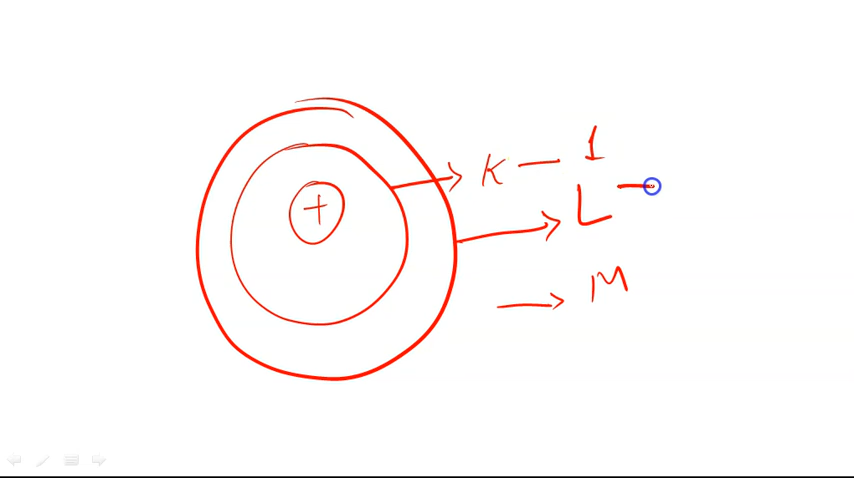 +
K — 1
L —
M